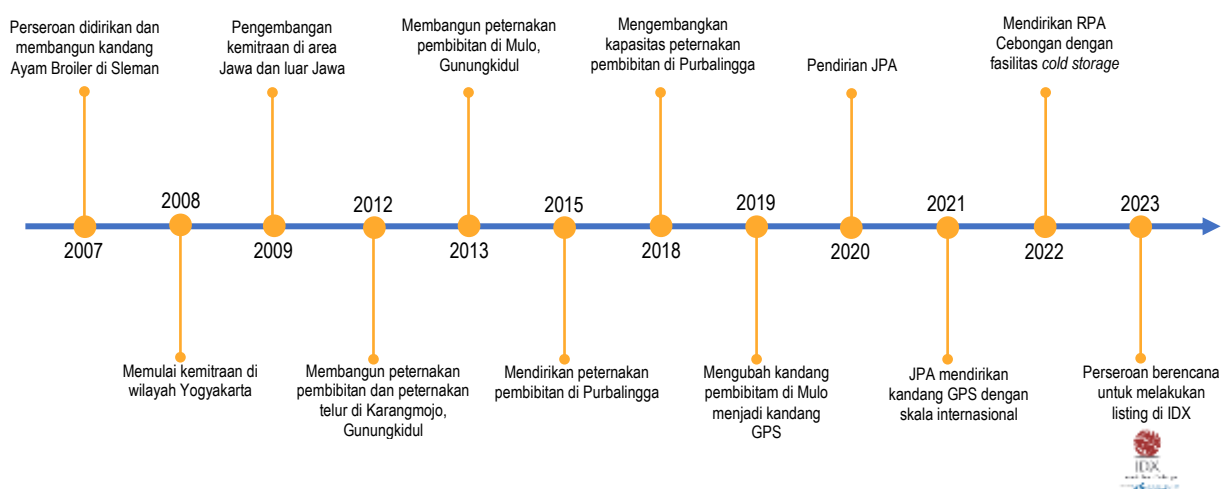 Perseroan didirikan dan
membangun kandang
Ayam Broiler di Sleman
Pengembangan
kemitraan di area
Jawa dan luar Jawa
Membangun peternakan
pembibitan di Mulo,
Gunungkidul
Mengembangkan
kapasitas peternakan
pembibitan di Purbalingga
Pendirian JPA
Mendirikan RPA
Cebongan dengan
fasilitas cold storage
2007
2008
2009
2012
2013
2015
2018
2019
2020
2021
2022
2023
Memulai kemitraan di
wilayah Yogyakarta
Membangun peternakan
pembibitan dan peternakan
telur di Karangmojo,
Gunungkidul
Mendirikan peternakan
pembibitan di Purbalingga
Mengubah kandang
pembibitam di Mulo
menjadi kandang
GPS
JPA mendirikan
kandang GPS dengan
skala internasional
Perseroan berencana
untuk melakukan
listing di IDX
IDX